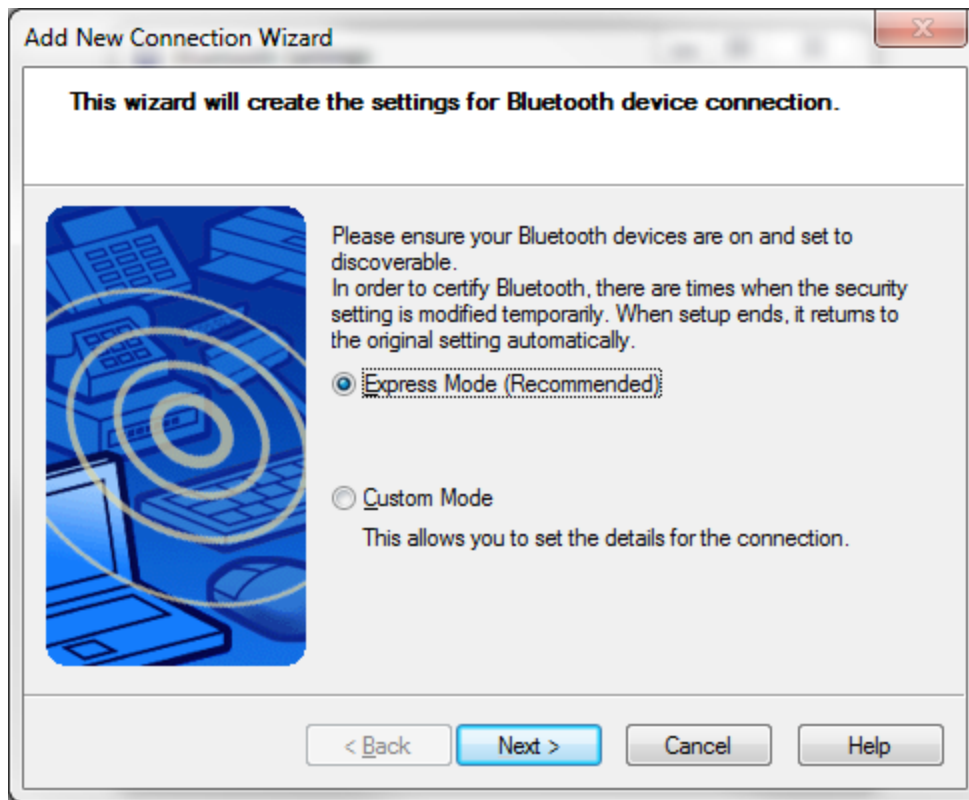 Add New Connection Wizard
This wizard will create the settings for Bluetooth device connection.
Please ensure your Bluetooth devices are on and set to
discoverable.
In order to certify Bluetooth, there are times when the security
setting is modified temporarily. When setup ends, it returns to
the original setting automatically.
Express Mode (Recommended)
Custom Mode
This allows you to set the details for the connection.
< Back
Next >
Cancel
Help